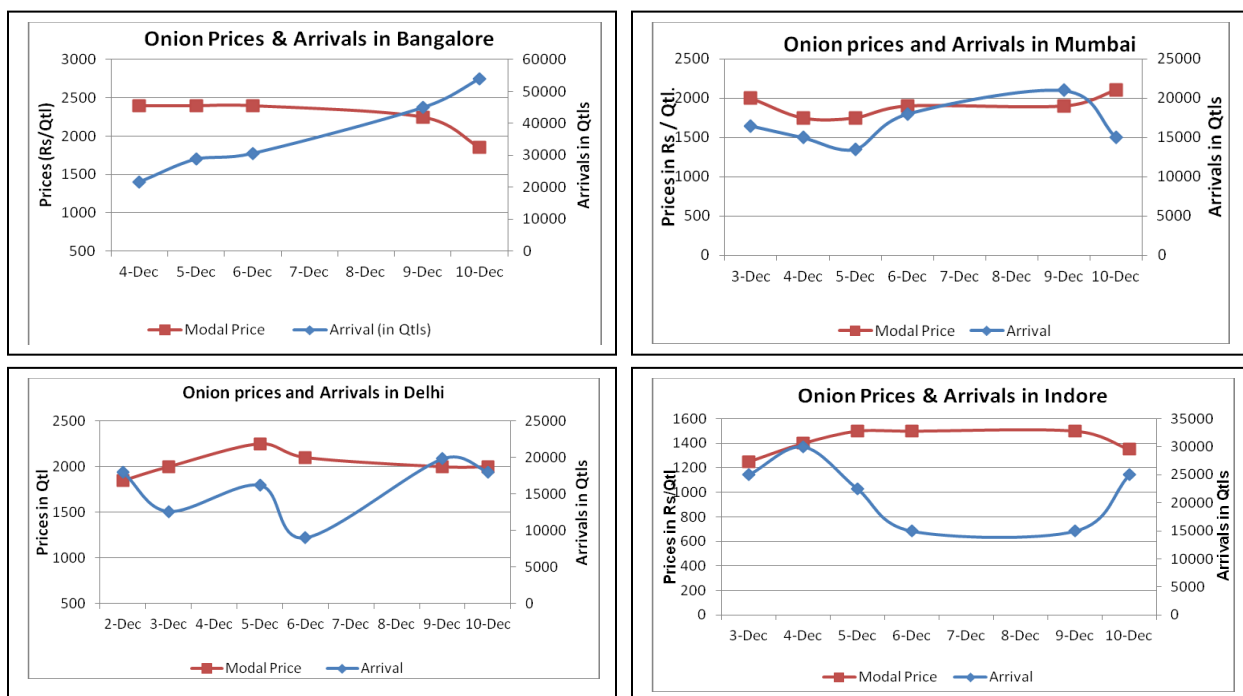 Onion Prices & Arrivals in Bangalore
Prices (Rs/Qtl)
3000
2500
2000
1500
1000
500
60000
50000
40000
30000
20000
10000
0
Arrivals in Qtls
4-Dec 5-Dec 6-Dec 7-Dec 8-Dec 9-Dec 10-Dec
Modal Price Arrival (in Qtls)
Onion prices and Arrivals in Mumbai
Prices in Rs / Qtl.
2500
2000
1500
1000
500
0
25000
20000
15000
10000
5000
0
Arrivals in Qtls
3-Dec 4-Dec 5-Dec 6-Dec 7-Dec 8-Dec 9-Dec 10-Dec
Modal Price Arrival
Onion prices and Arrivals in Delhi
Prices in Qtl
2500
2000
1500
1000
500
25000
20000
15000
10000
5000
0
Arrivals in Qtls
2-Dec 3-Dec 4-Dec 5-Dec 6-Dec 7-Dec 8-Dec 9-Dec 10-Dec
Modal Price Arrival
Onion Prices & Arrivals in Indore
Prices in Rs/Qtl
1600
1400
1200
1000
800
600
400
200
0
35000
30000
25000
20000
15000
10000
5000
0
Arrivals in Qtls
3-Dec 4-Dec 5-Dec 6-Dec 7-Dec 8-Dec 9-Dec 10-Dec
Modal Price Arrival